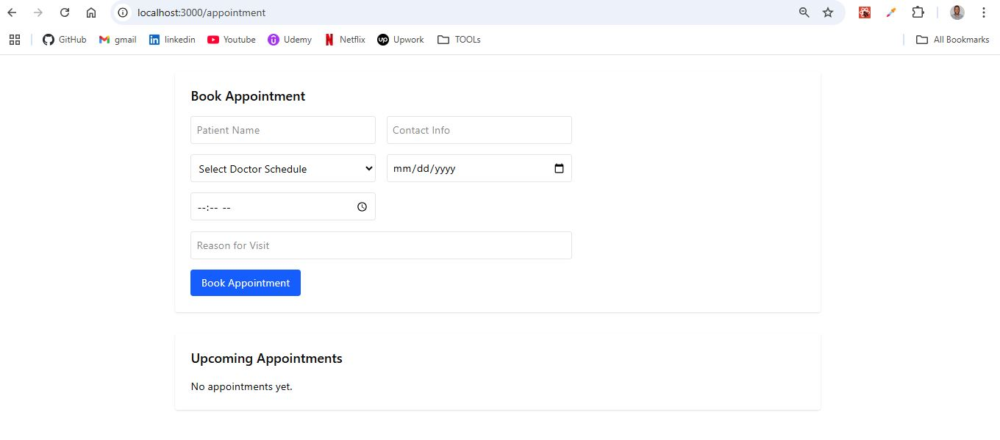 localhost:3000/appointment
GitHub gmail linkedin Youtube Udemy Netflix Upwork TOOLs All Bookmarks
Book Appointment
Patient Name Contact Info
Select Doctor Schedule mm/dd/yyyy
--:-- --
Reason for Visit
Book Appointment
Upcoming Appointments
No appointments yet.